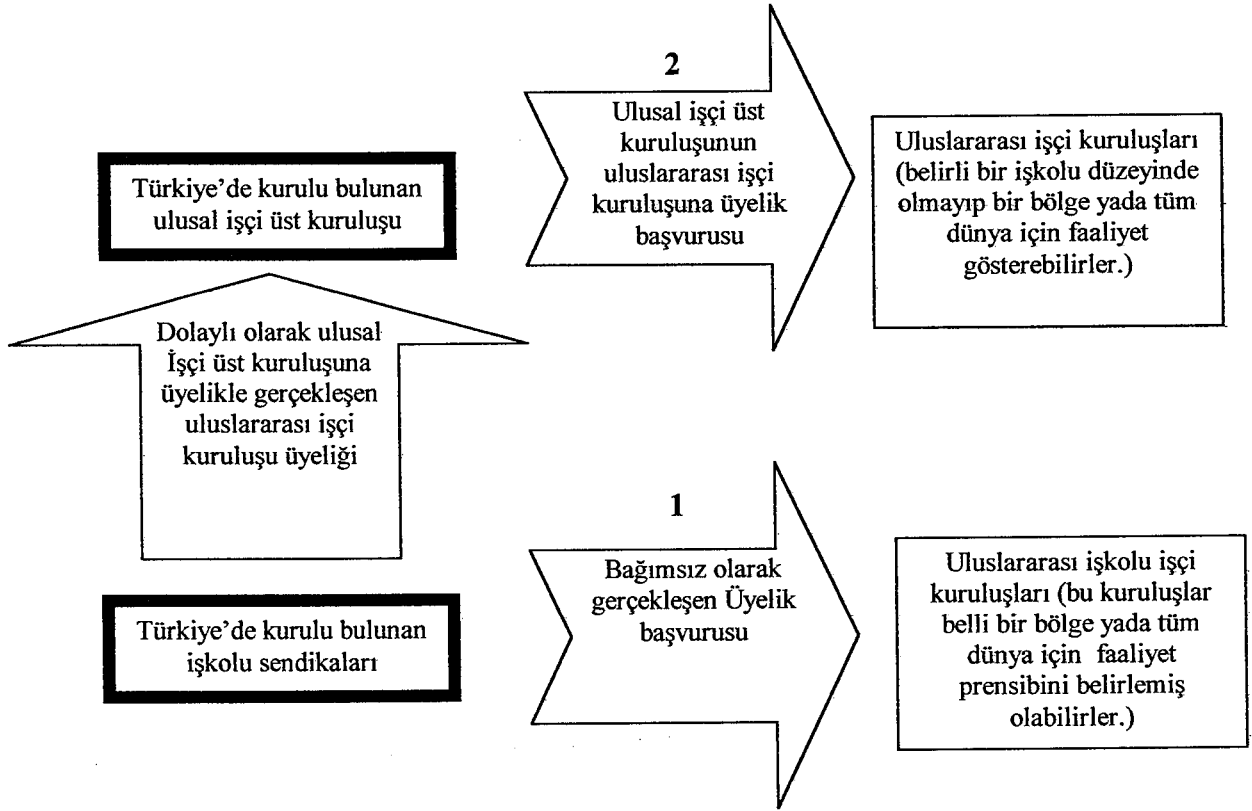 2
Ulusal işçi üst
kuruluşunun
uluslararası işçi
kuruluşuna üyelik
başvurusu
Uluslararası işçi kuruluşları
(belirli bir işkolu düzeyinde
olmayıp bir bölge yada tüm
dünya için faaliyet
gösterebilirler.)
Türkiye’de kurulu bulunan
ulusal işçi üst kuruluşu
Dolaylı olarak ulusal
İşçi üst kuruluşuna
üyelikle gerçekleşen
uluslararası işçi
kuruluşu üyeliği
1
Bağımsız olarak
gerçekleşen Üyelik
başvurusu
Uluslararası işkolu işçi
kuruluşları (bu kuruluşlar
belli bir bölge yada tüm
dünya için faaliyet
prensibini belirlemiş
olabilirler.)
Türkiye’de kurulu bulunan
işkolu sendikaları